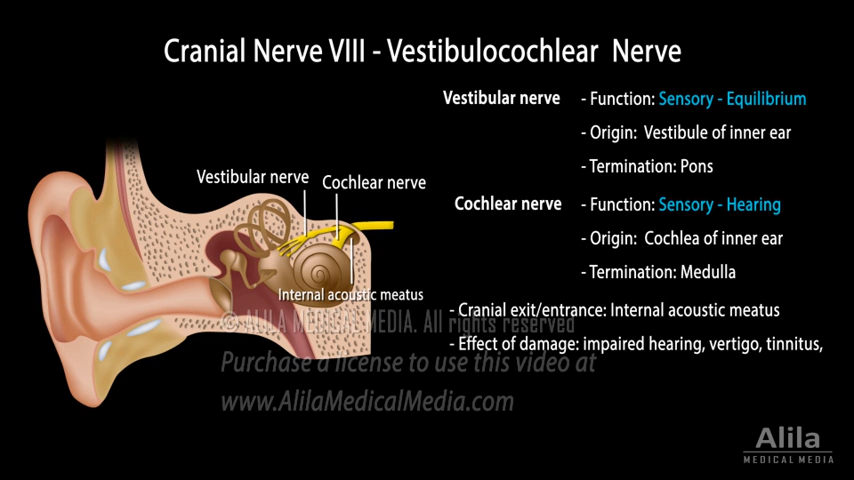 Cranial Nerve VIII - Vestibulocochlear Nerve
Vestibular nerve
- Function: Sensory - Equilibrium
- Origin: Vestibule of inner ear
- Termination: Pons
Cochlear nerve
- Function: Sensory - Hearing
- Origin: Cochlea of inner ear
- Termination: Medulla
- Cranial exit/entrance: Internal acoustic meatus
- Effect of damage: impaired hearing, vertigo, tinnitus,
Vestibular nerve
Cochlear nerve
Internal acoustic meatus
© ALILA MEDICAL MEDIA. All rights reserved
Purchase a license to use this video at
www.AlilaMedicalMedia.com
Alila
MEDICAL MEDIA